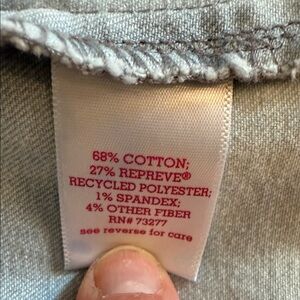 68% COTTON;
27% REPREVE®
RECYCLED POLYESTER;
1% SPANDEX;
4% OTHER FIBER
RN# 73277
see reverse for care